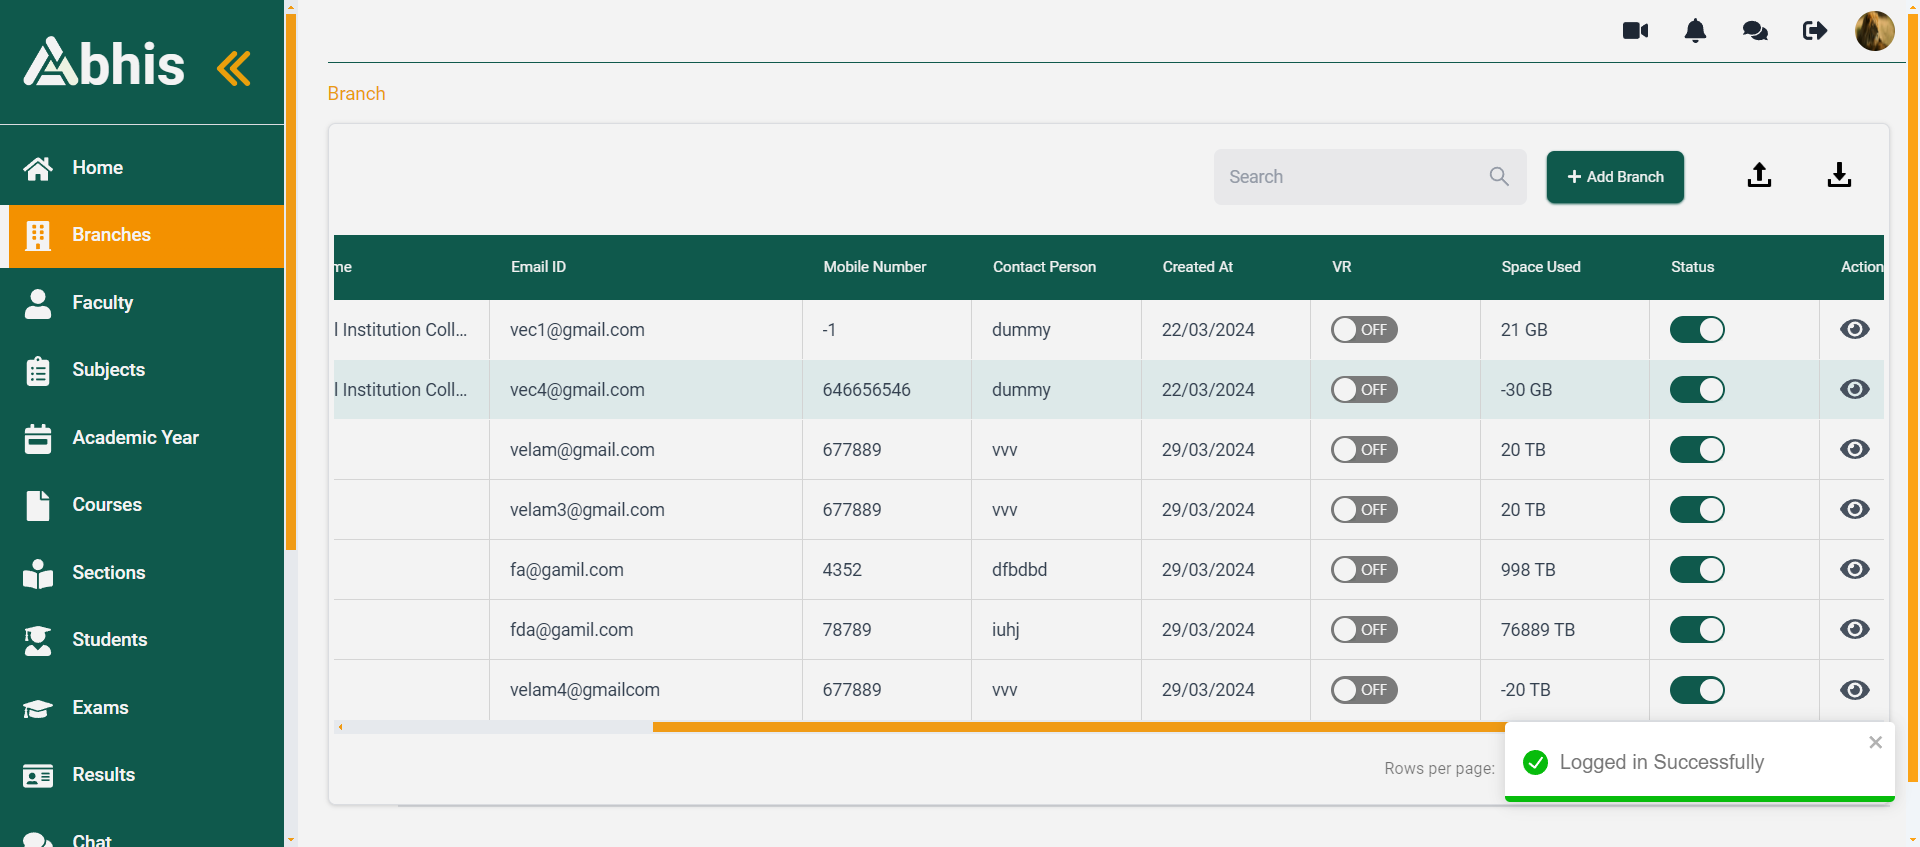 Abhis
Home
Branches
Faculty
Subjects
Academic Year
Courses
Sections
Students
Exams
Results
Chat
Branch
Search
+ Add Branch
me Email ID Mobile Number Contact Person Created At VR Space Used Status Action
l Institution Coll... vec1@gmail.com -1 dummy 22/03/2024 OFF 21 GB
l Institution Coll... vec4@gmail.com 646656546 dummy 22/03/2024 OFF -30 GB
velam@gmail.com 677889 vvv 29/03/2024 OFF 20 TB
velam3@gmail.com 677889 vvv 29/03/2024 OFF 20 TB
fa@gamil.com 4352 dfbdbd 29/03/2024 OFF 998 TB
fda@gamil.com 78789 iuhj 29/03/2024 OFF 76889 TB
velam4@gmailcom 677889 vvv 29/03/2024 OFF -20 TB
Rows per page:
Logged in Successfully